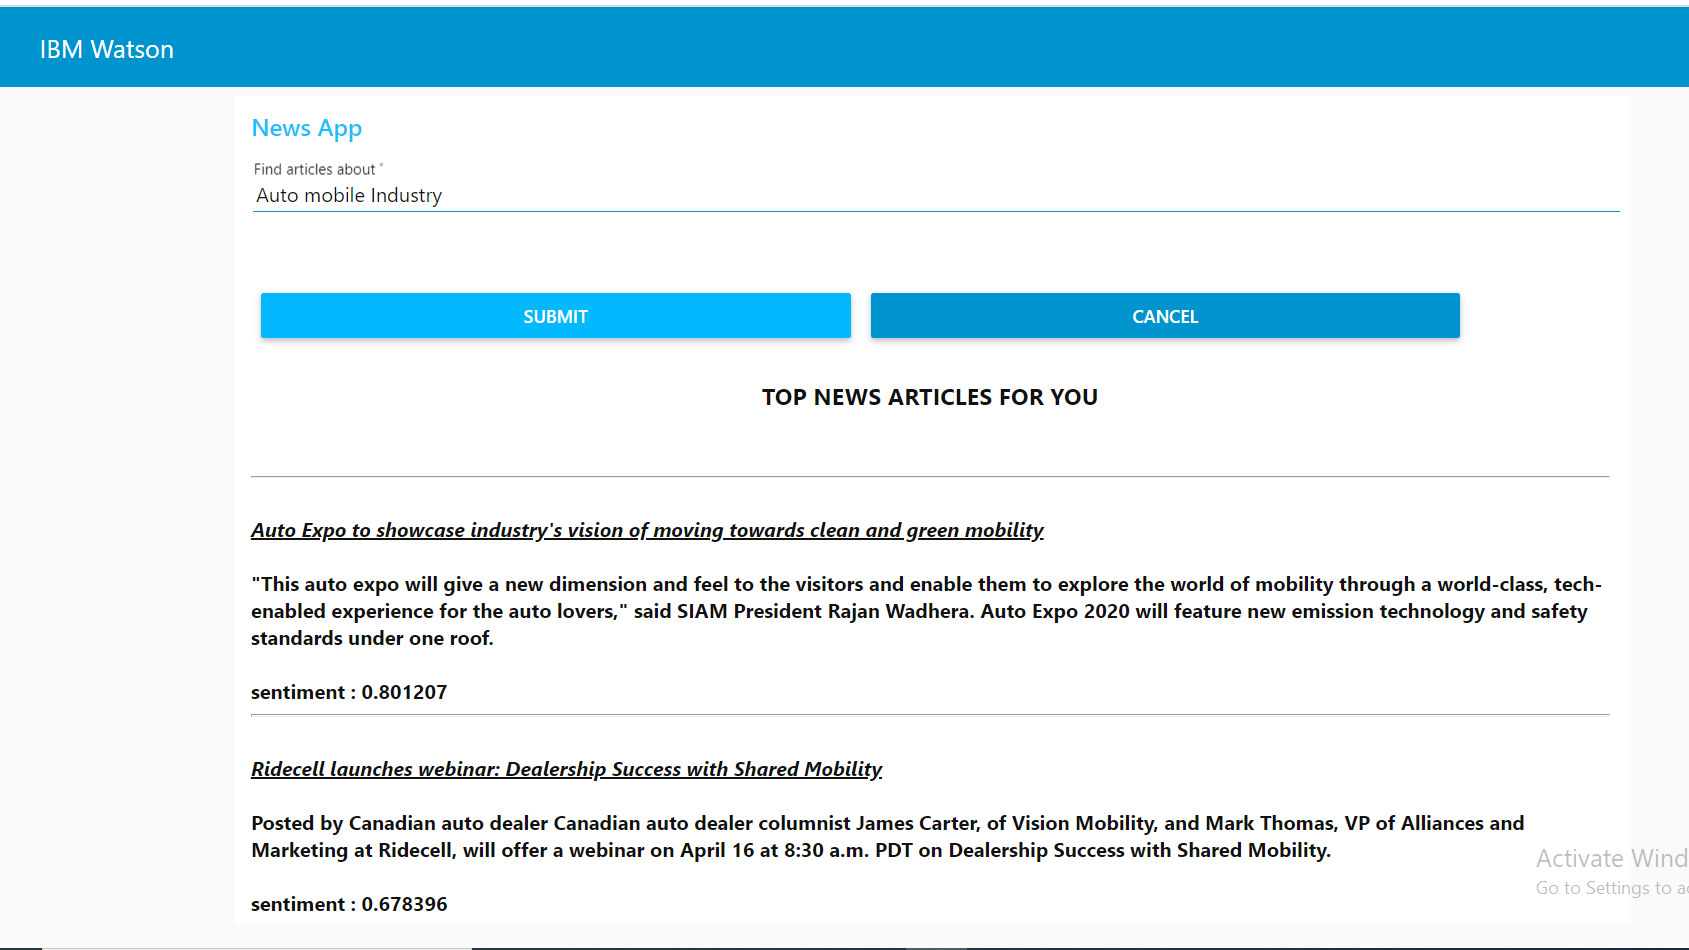 IBM Watson
News App
Find articles about *
Auto mobile Industry
SUBMIT
CANCEL
TOP NEWS ARTICLES FOR YOU
Auto Expo to showcase industry's vision of moving towards clean and green mobility
"This auto expo will give a new dimension and feel to the visitors and enable them to explore the world of mobility through a world-class, tech-
enabled experience for the auto lovers," said SIAM President Rajan Wadhera. Auto Expo 2020 will feature new emission technology and safety
standards under one roof.
sentiment : 0.801207
Ridecell launches webinar: Dealership Success with Shared Mobility
Posted by Canadian auto dealer Canadian auto dealer columnist James Carter, of Vision Mobility, and Mark Thomas, VP of Alliances and
Marketing at Ridecell, will offer a webinar on April 16 at 8:30 a.m. PDT on Dealership Success with Shared Mobility.
sentiment : 0.678396
Activate Wind
Go to Settings to a